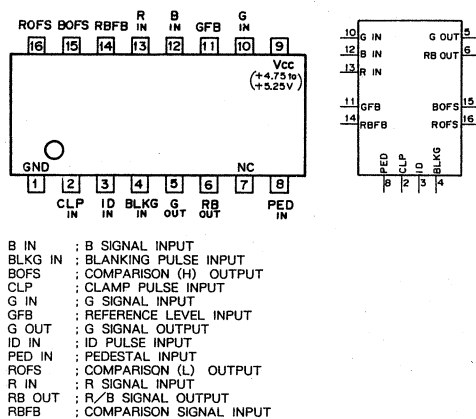 ROFS BOFS RBFB R IN B IN GFB G IN
16 15 14 13 12 11 10 9
Vcc
(+4.75 to
+5.25V)
GND NC
1 2 3 4 5 6 7 8
CLP IN ID IN BLKG IN G OUT RB OUT PED IN
10 G IN G OUT 5
12 B IN RB OUT 6
13 R IN
11 GFB BOFS 15
14 RBFB ROFS 16
PED CLP ID BLKG
8 2 3 4
B IN ; B SIGNAL INPUT
BLKG IN ; BLANKING PULSE INPUT
BOFS ; COMPARISON (H) OUTPUT
CLP ; CLAMP PULSE INPUT
G IN ; G SIGNAL INPUT
GFB ; REFERENCE LEVEL INPUT
G OUT ; G SIGNAL OUTPUT
ID IN ; ID PULSE INPUT
PED IN ; PEDESTAL INPUT
ROFS ; COMPARISON (L) OUTPUT
R IN ; R SIGNAL INPUT
RB OUT ; R/B SIGNAL OUTPUT
RBFB ; COMPARISON SIGNAL INPUT